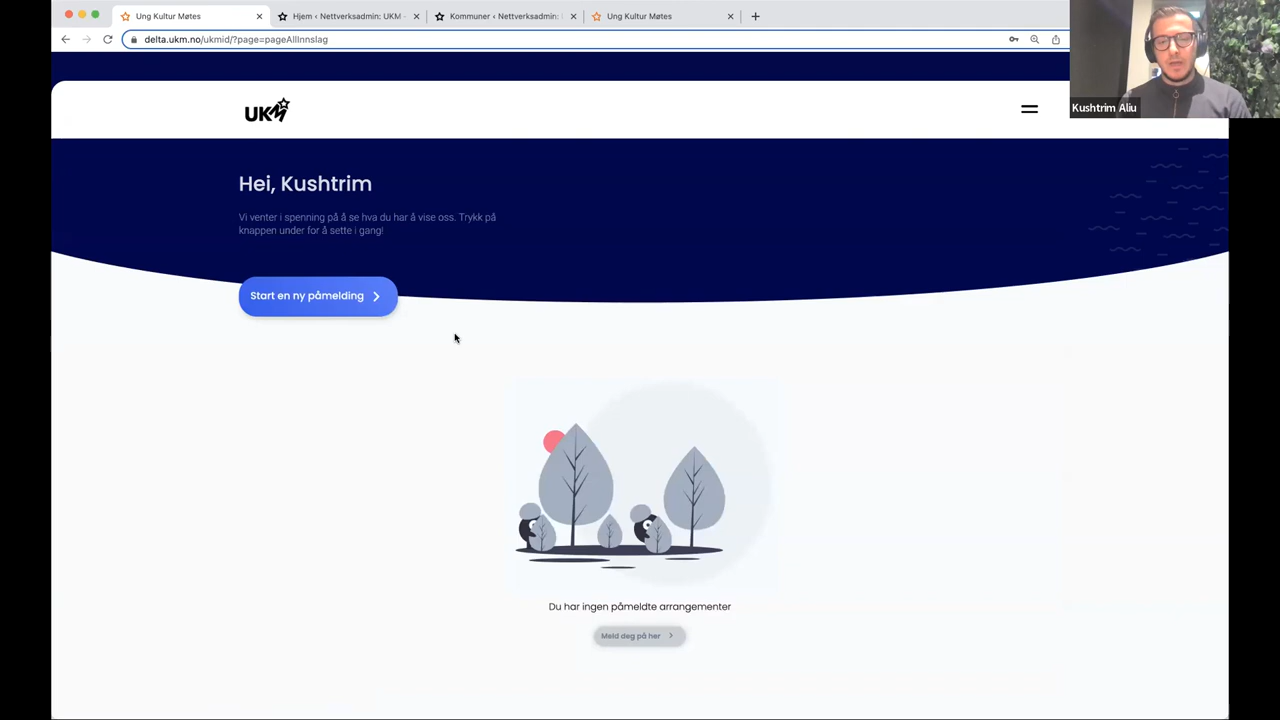 Ung Kultur Møtes
Hjem ‹ Nettverksadmin: UKM -
Kommuner ‹ Nettverksadmin:
Ung Kultur Møtes
delta.ukm.no/ukmid/?page=pageAllInnslag
Kushtrim Aliu
UKM
Hei, Kushtrim
Vi venter i spenning på å se hva du har å vise oss. Trykk på
knappen under for å sette i gang!
Start en ny påmelding
Du har ingen påmeldte arrangementer
Meld deg på her